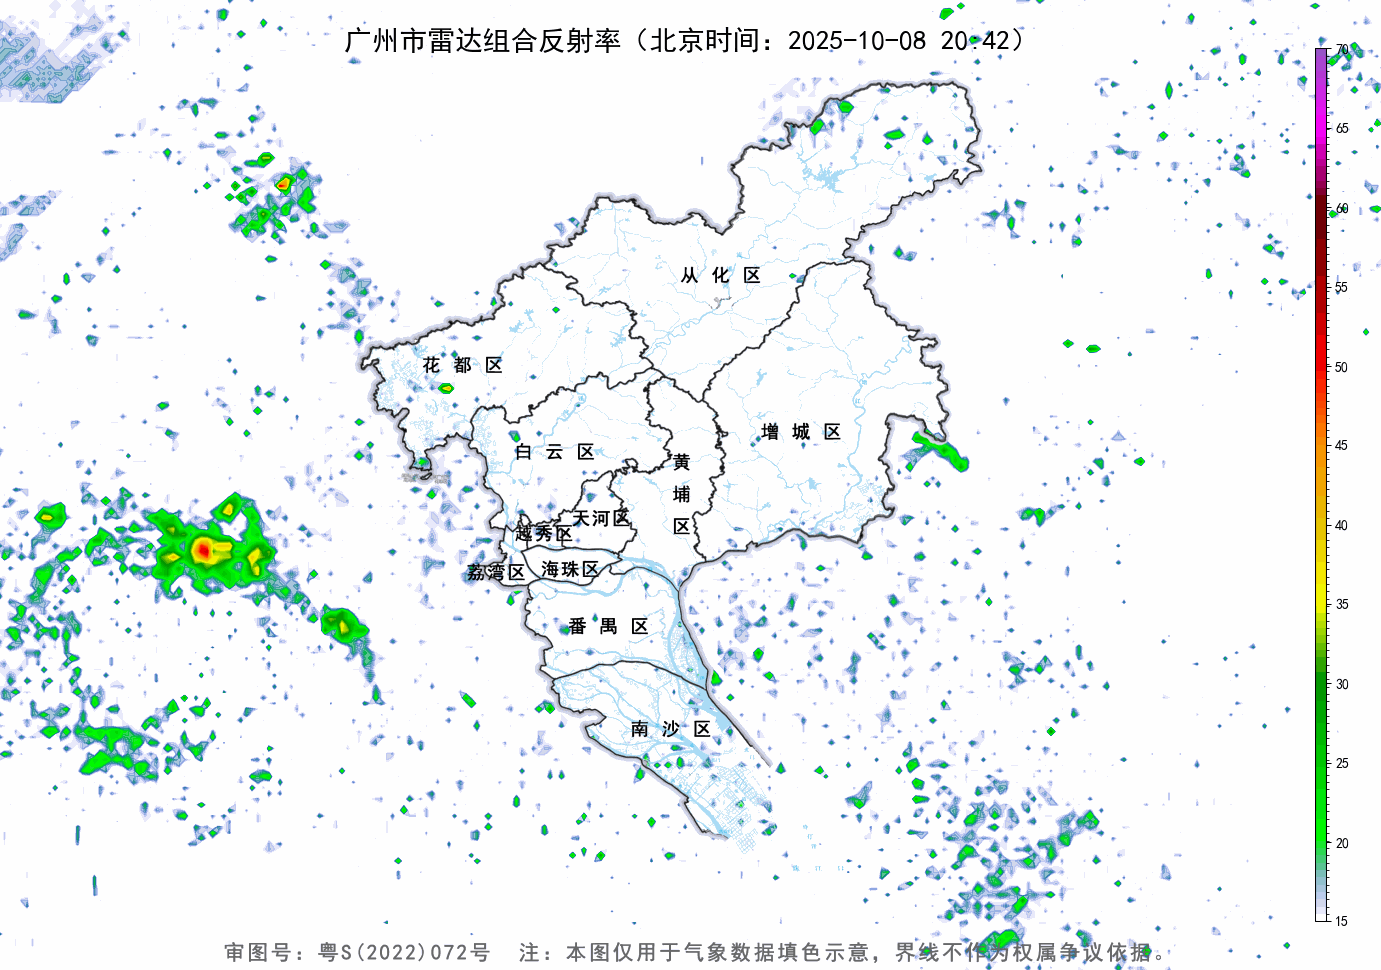 广州市雷达组合反射率（北京时间：2025-10-08 20:42）
70
65
60
55
50
45
40
35
30
25
20
15
从化区
花都区
增城区
白云区
黄埔区
天河区
越秀区
荔湾区
海珠区
番禺区
南沙区
审图号：粤S(2022)072号 注：本图仅用于气象数据填色示意，界线不作为权属争议依据。